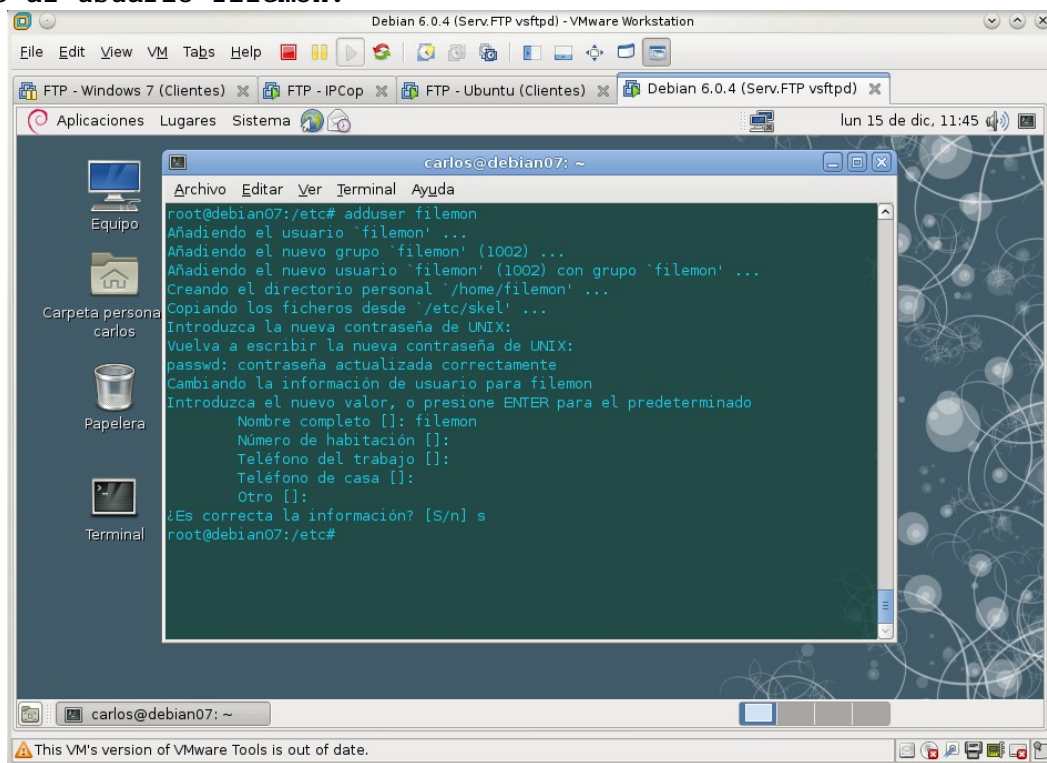 al usuario filemon.
Debian 6.0.4 (Serv.FTP vsftpd) - VMware Workstation
File Edit View VM Tabs Help
FTP - Windows 7 (Clientes) FTP - IPCop FTP - Ubuntu (Clientes) Debian 6.0.4 (Serv.FTP vsftpd)
Aplicaciones Lugares Sistema lun 15 de dic, 11:45
carlos@debian07: ~
Archivo Editar Ver Terminal Ayuda
root@debian07:/etc# adduser filemon
Añadiendo el usuario `filemon' ...
Añadiendo el nuevo grupo `filemon' (1002) ...
Añadiendo el nuevo usuario `filemon' (1002) con grupo `filemon' ...
Creando el directorio personal `/home/filemon' ...
Copiando los ficheros desde `/etc/skel' ...
Introduzca la nueva contraseña de UNIX:
Vuelva a escribir la nueva contraseña de UNIX:
passwd: contraseña actualizada correctamente
Cambiando la información de usuario para filemon
Introduzca el nuevo valor, o presione ENTER para el predeterminado
Nombre completo []: filemon
Número de habitación []:
Teléfono del trabajo []:
Teléfono de casa []:
Otro []:
¿Es correcta la información? [S/n] s
root@debian07:/etc#
Equipo
Carpeta persona
carlos
Papelera
Terminal
carlos@debian07: ~
This VM's version of VMware Tools is out of date.